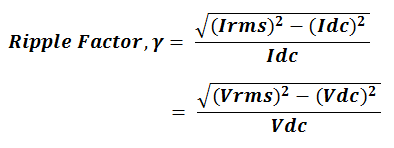 Ripple Factor, γ = √(Irms)² − (Idc)² / Idc
= √(Vrms)² − (Vdc)² / Vdc